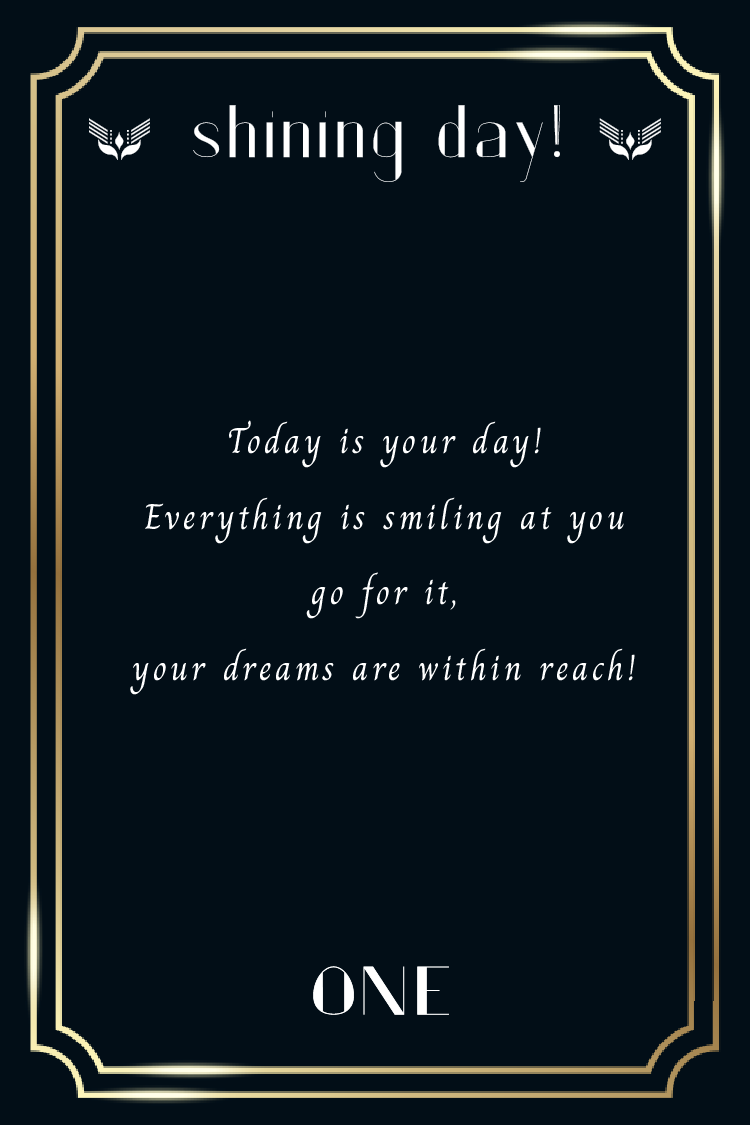 shining day!
Today is your day!
Everything is smiling at you
go for it,
your dreams are within reach!
ONE